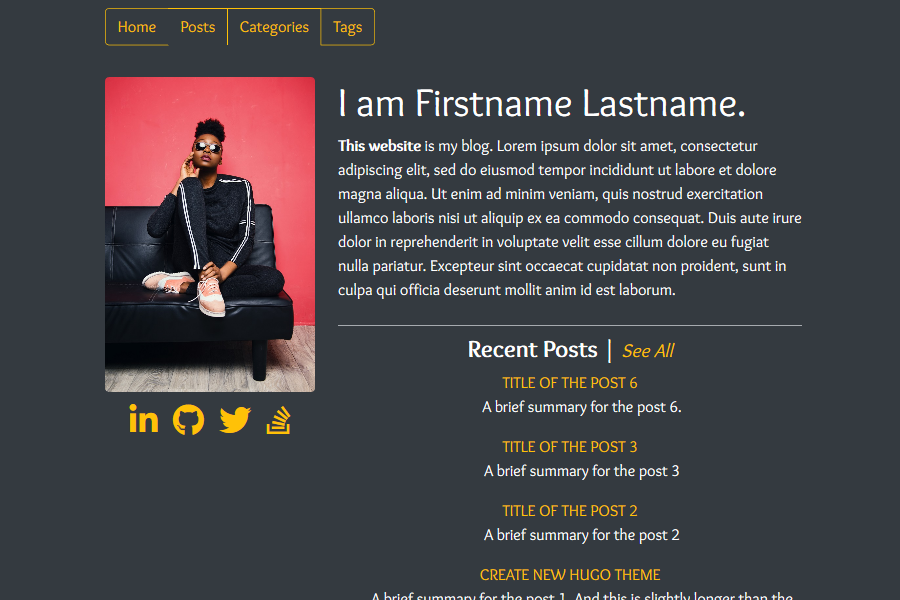 Home Posts Categories Tags
I am Firstname Lastname.
This website is my blog. Lorem ipsum dolor sit amet, consectetur
adipiscing elit, sed do eiusmod tempor incididunt ut labore et dolore
magna aliqua. Ut enim ad minim veniam, quis nostrud exercitation
ullamco laboris nisi ut aliquip ex ea commodo consequat. Duis aute irure
dolor in reprehenderit in voluptate velit esse cillum dolore eu fugiat
nulla pariatur. Excepteur sint occaecat cupidatat non proident, sunt in
culpa qui officia deserunt mollit anim id est laborum.
Recent Posts | See All
TITLE OF THE POST 6
A brief summary for the post 6.
TITLE OF THE POST 3
A brief summary for the post 3
TITLE OF THE POST 2
A brief summary for the post 2
CREATE NEW HUGO THEME
A brief summary for the post 1. And this is slightly longer than the